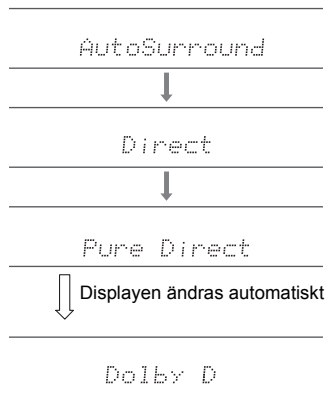 AutoSurround
Direct
Pure Direct
Displayen ändras automatiskt
Dolby D